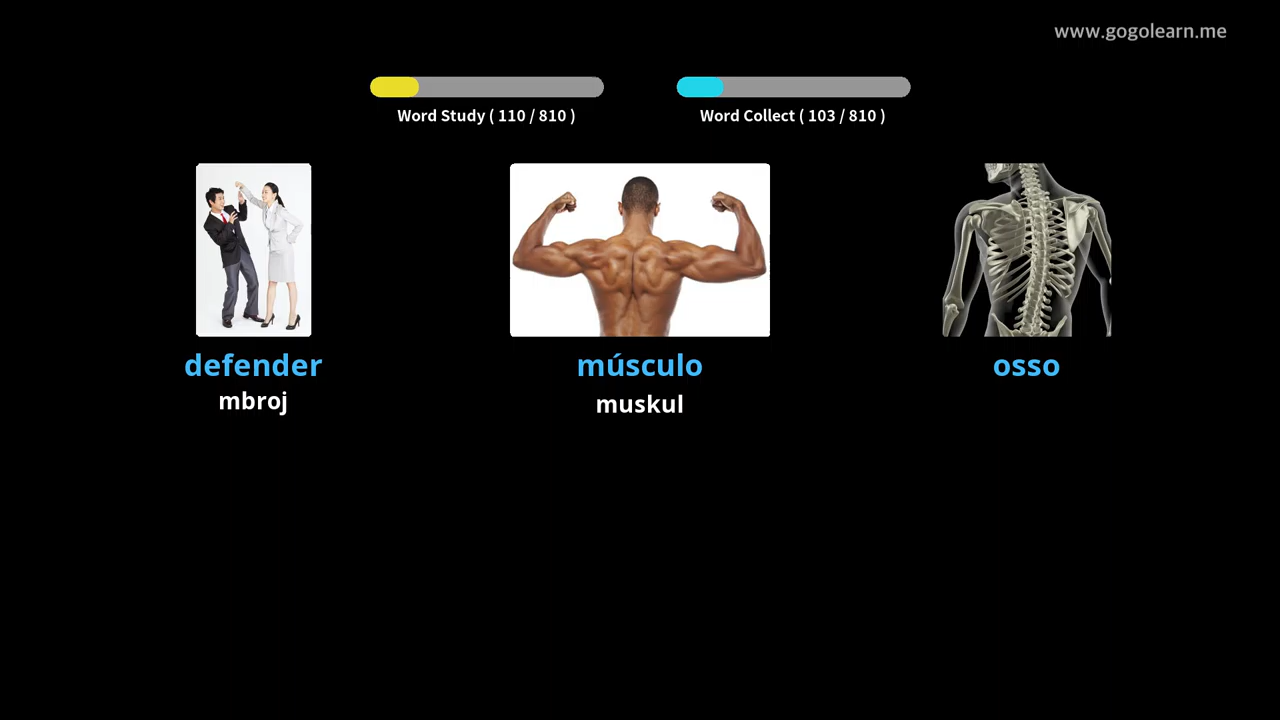 www.gogolearn.me
Word Study ( 110 / 810 )
Word Collect ( 103 / 810 )
defender
mbroj
músculo
muskul
osso